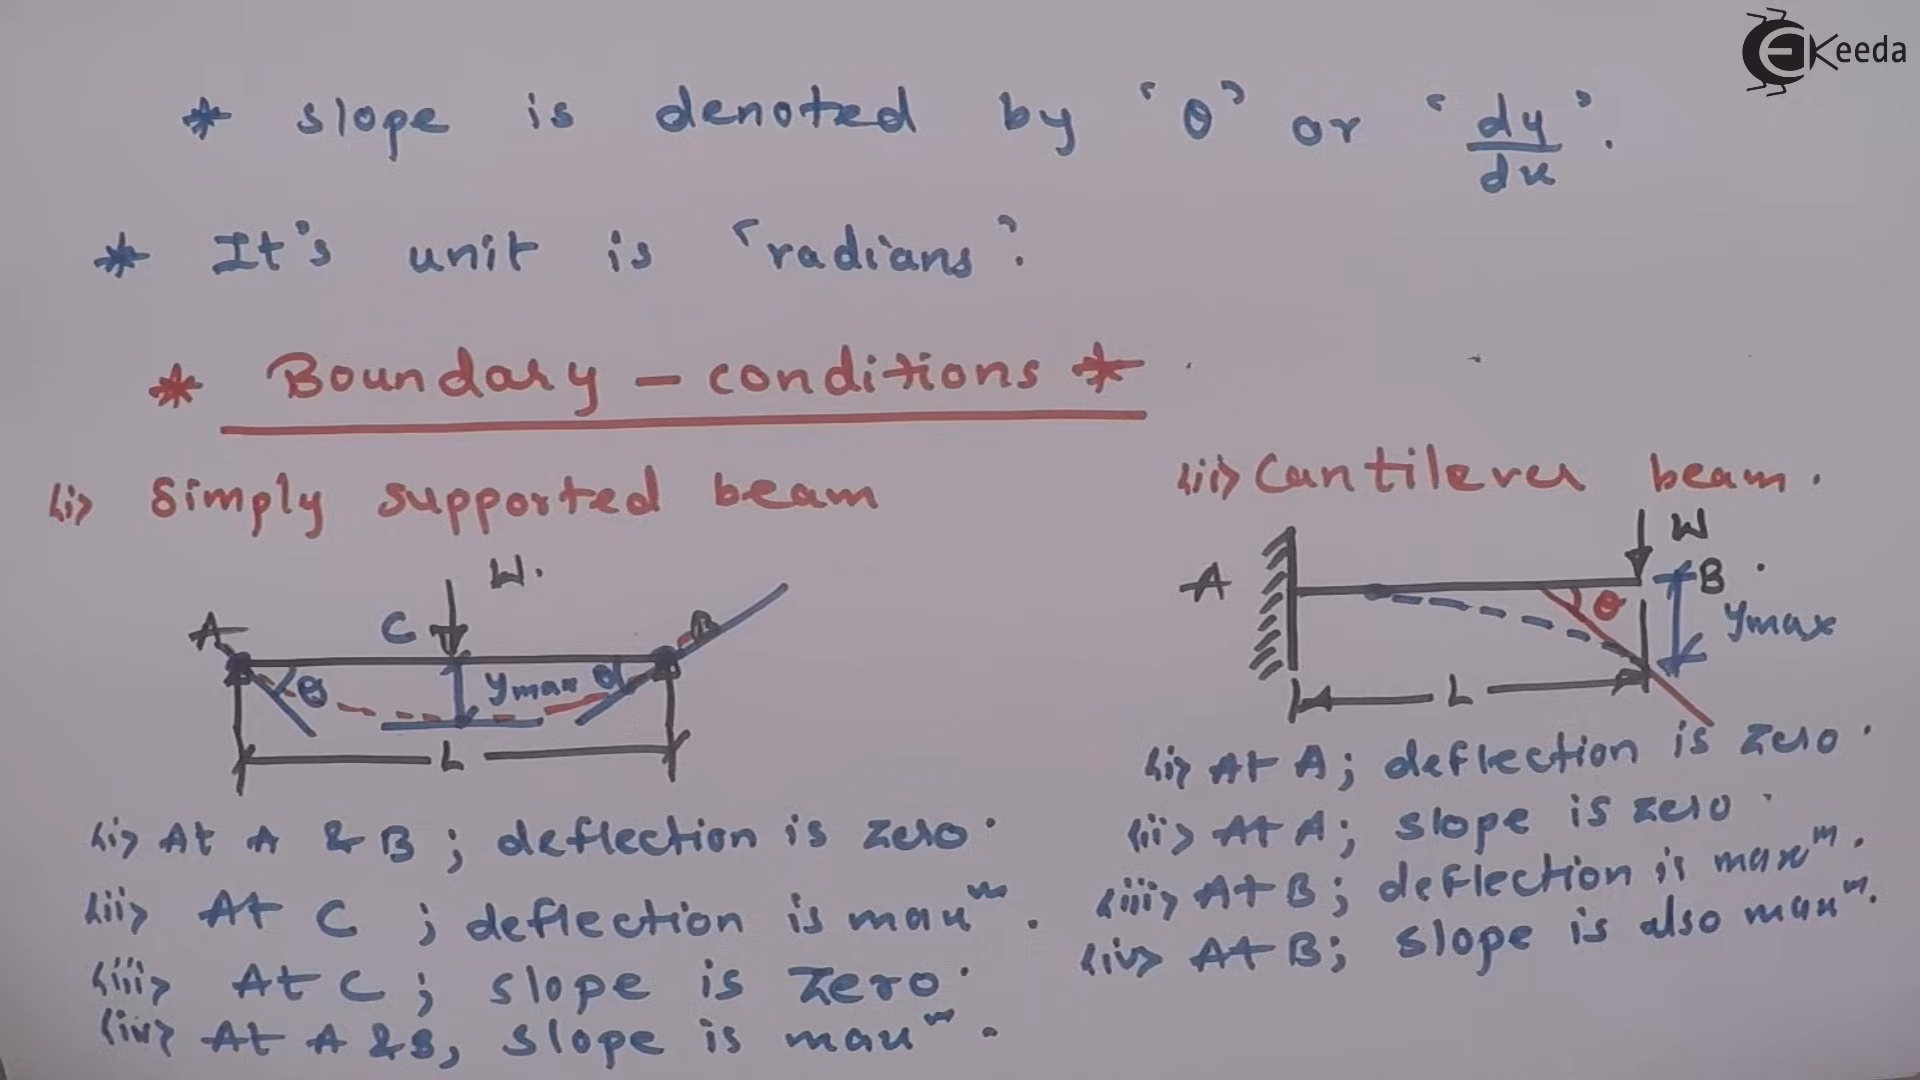 EKeeda
* slope is denoted by 'θ' or 'dy/dx'.
* It's unit is 'radians'.
* Boundary - conditions *
(i) Simply supported beam
W.
A
C
B
θ
ymax
L
(i) At A & B ; deflection is zero.
(ii) At C ; deflection is maxᵐ.
(iii) At C ; slope is zero.
(iv) At A & B, slope is maxᵐ.
(ii) Cantilever beam.
W
A
B
θ
ymax
L
(i) At A ; deflection is zero.
(ii) At A ; slope is zero.
(iii) At B ; deflection is maxᵐ.
(iv) At B ; slope is also maxᵐ.